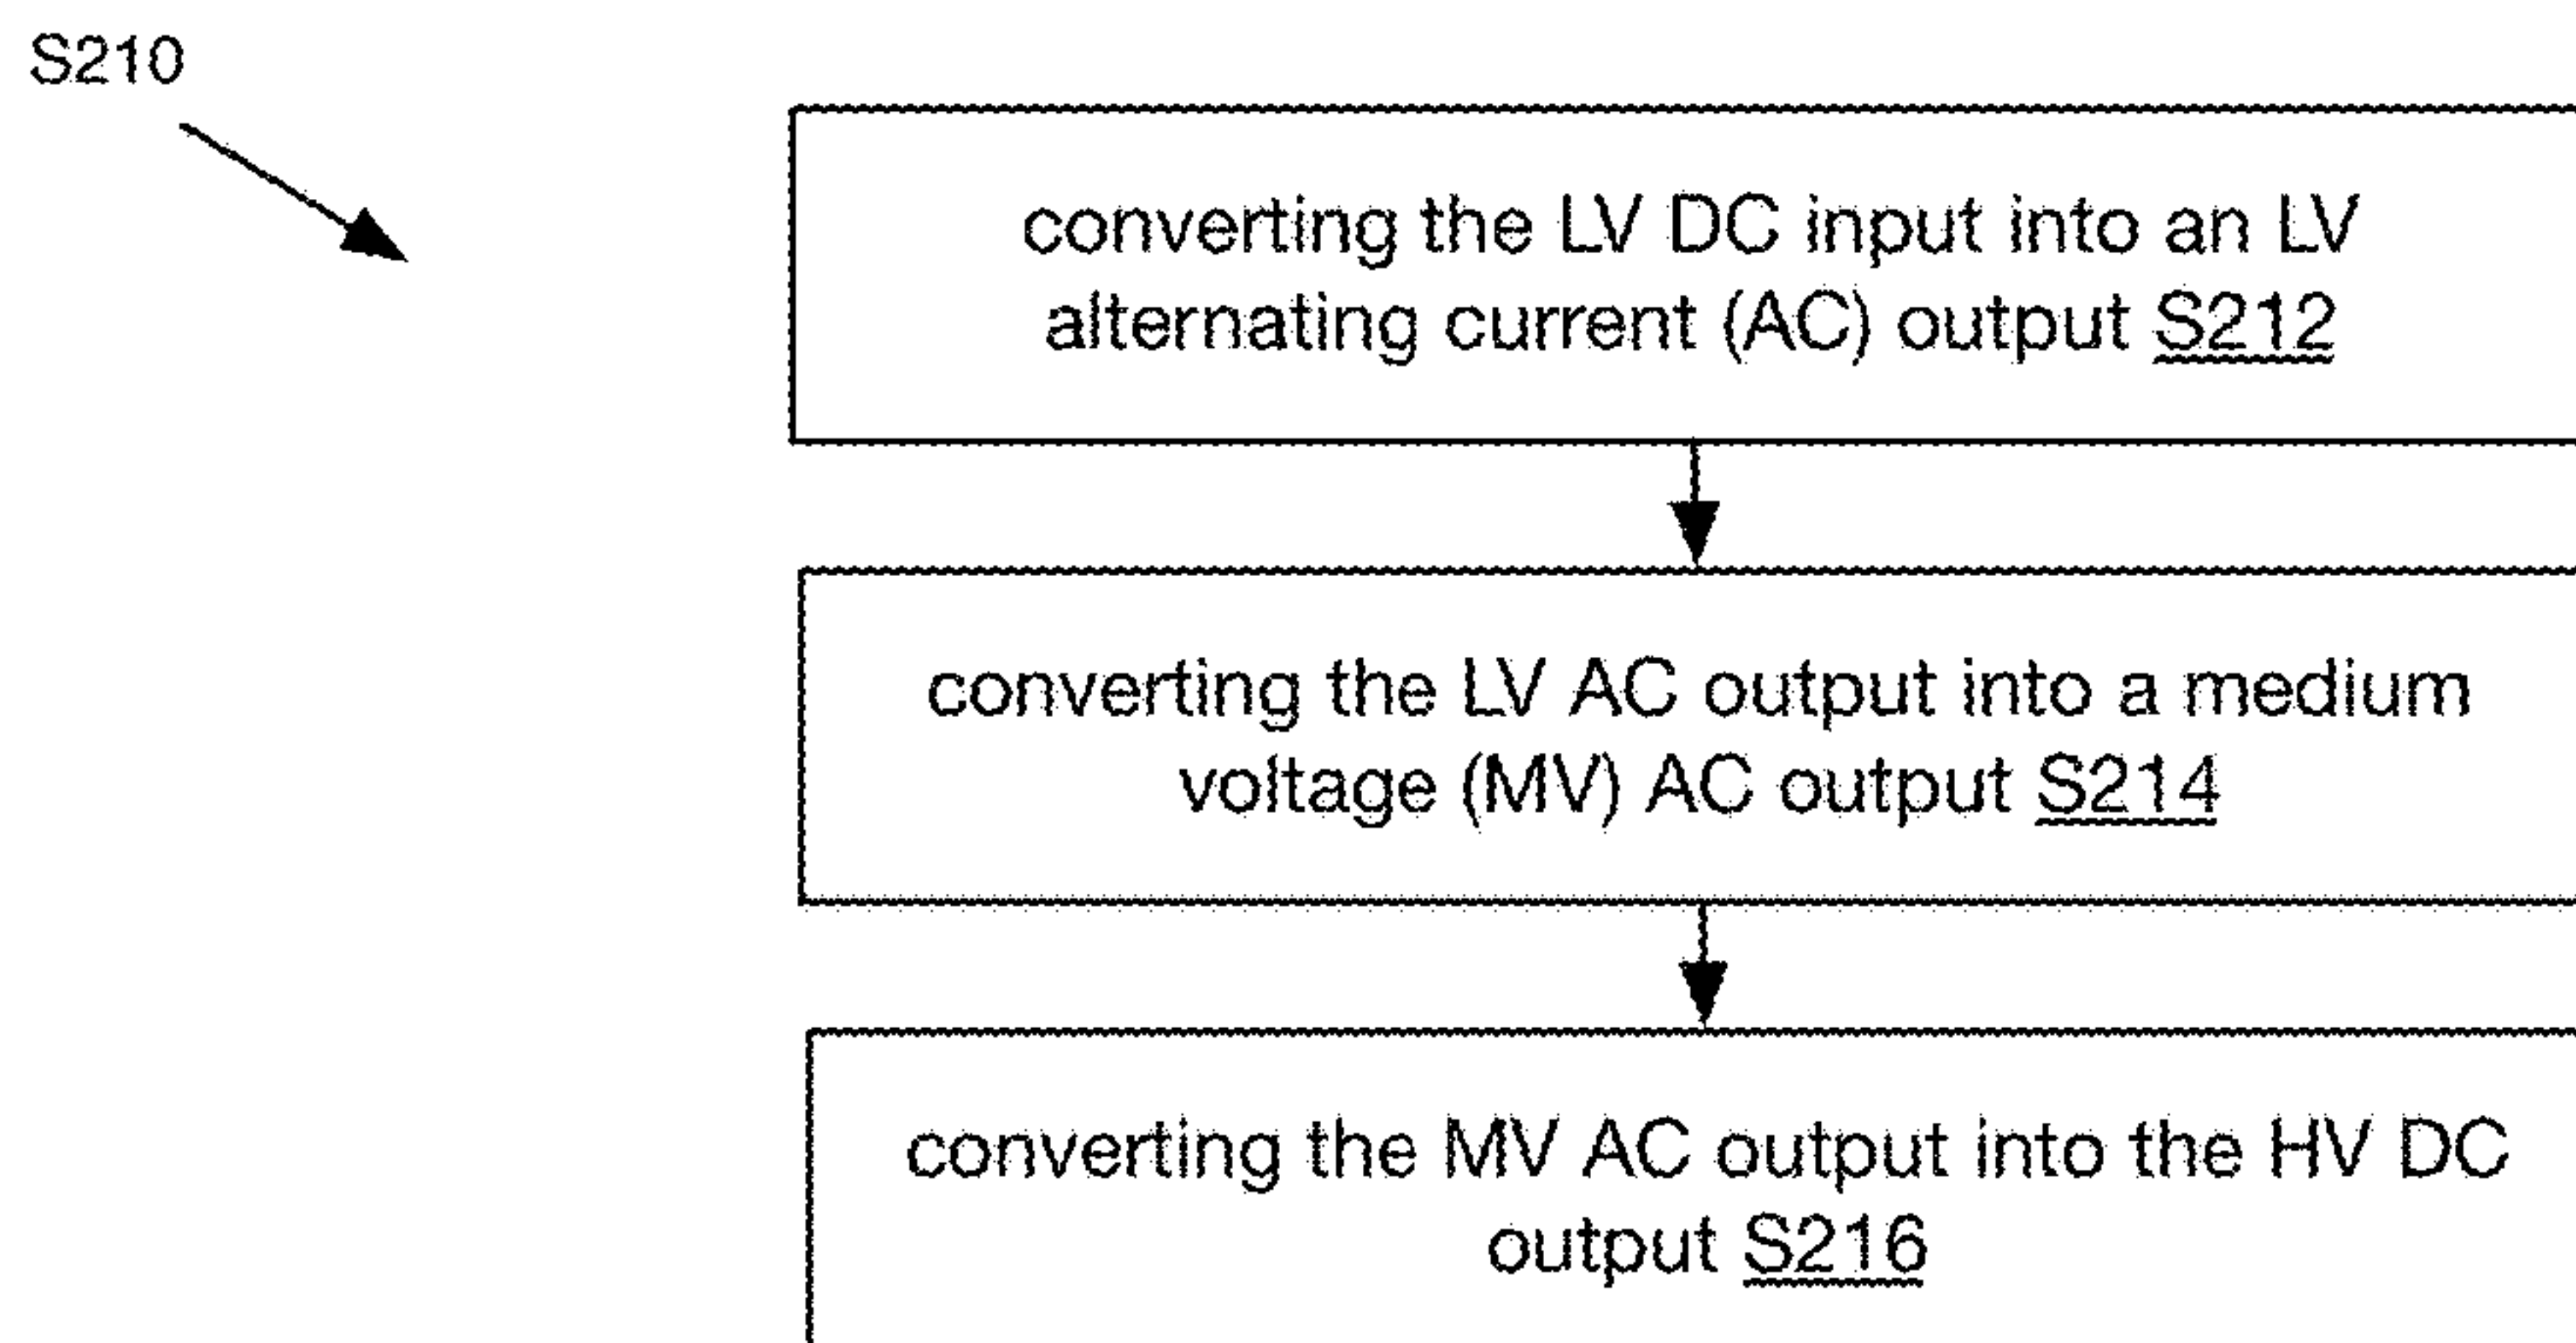 S210
converting the LV DC input into an LV
alternating current (AC) output S212
converting the LV AC output into a medium
voltage (MV) AC output S214
converting the MV AC output into the HV DC
output S216